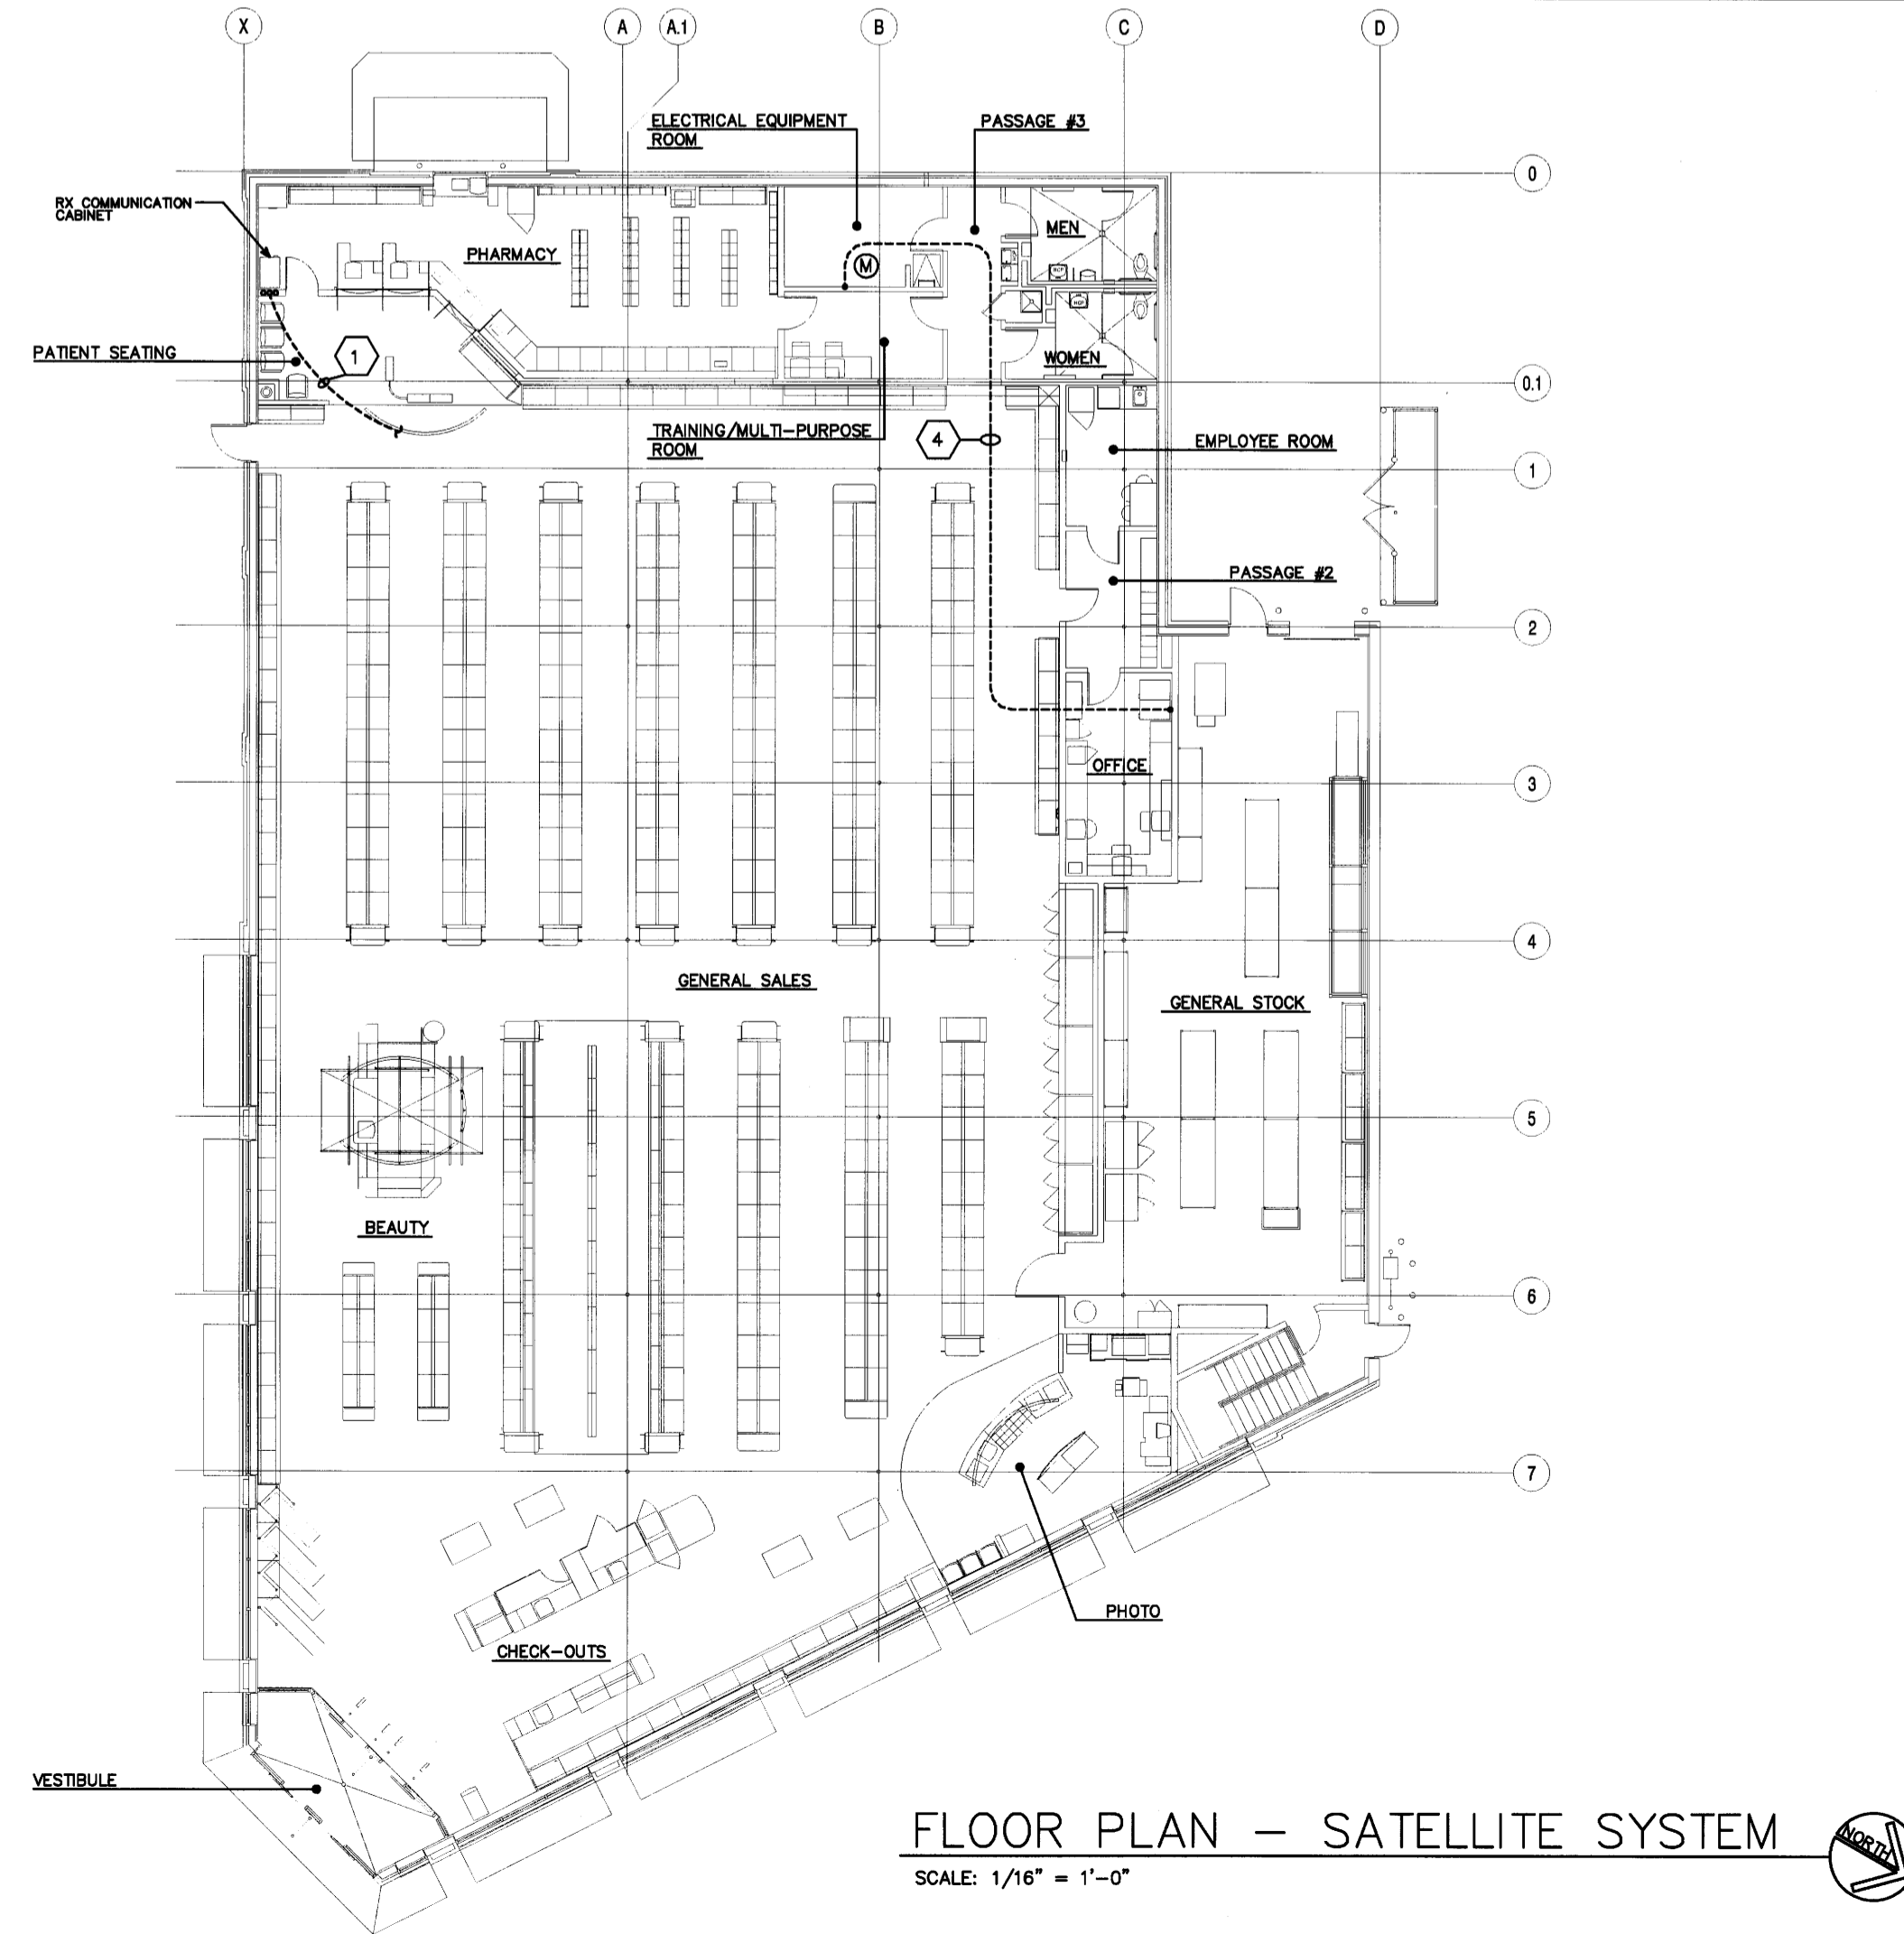 X
A
A.1
B
C
D
ELECTRICAL EQUIPMENT
ROOM
PASSAGE #3
0
RX COMMUNICATION
CABINET
MEN
PHARMACY
M
HCP
HCP
PATIENT SEATING
1
WOMEN
0.1
TRAINING/MULTI-PURPOSE
ROOM
4
EMPLOYEE ROOM
1
PASSAGE #2
2
OFFICE
3
4
GENERAL SALES
GENERAL STOCK
5
BEAUTY
6
7
PHOTO
CHECK-OUTS
VESTIBULE
FLOOR PLAN - SATELLITE SYSTEM
SCALE: 1/16" = 1'-0"
NORTH